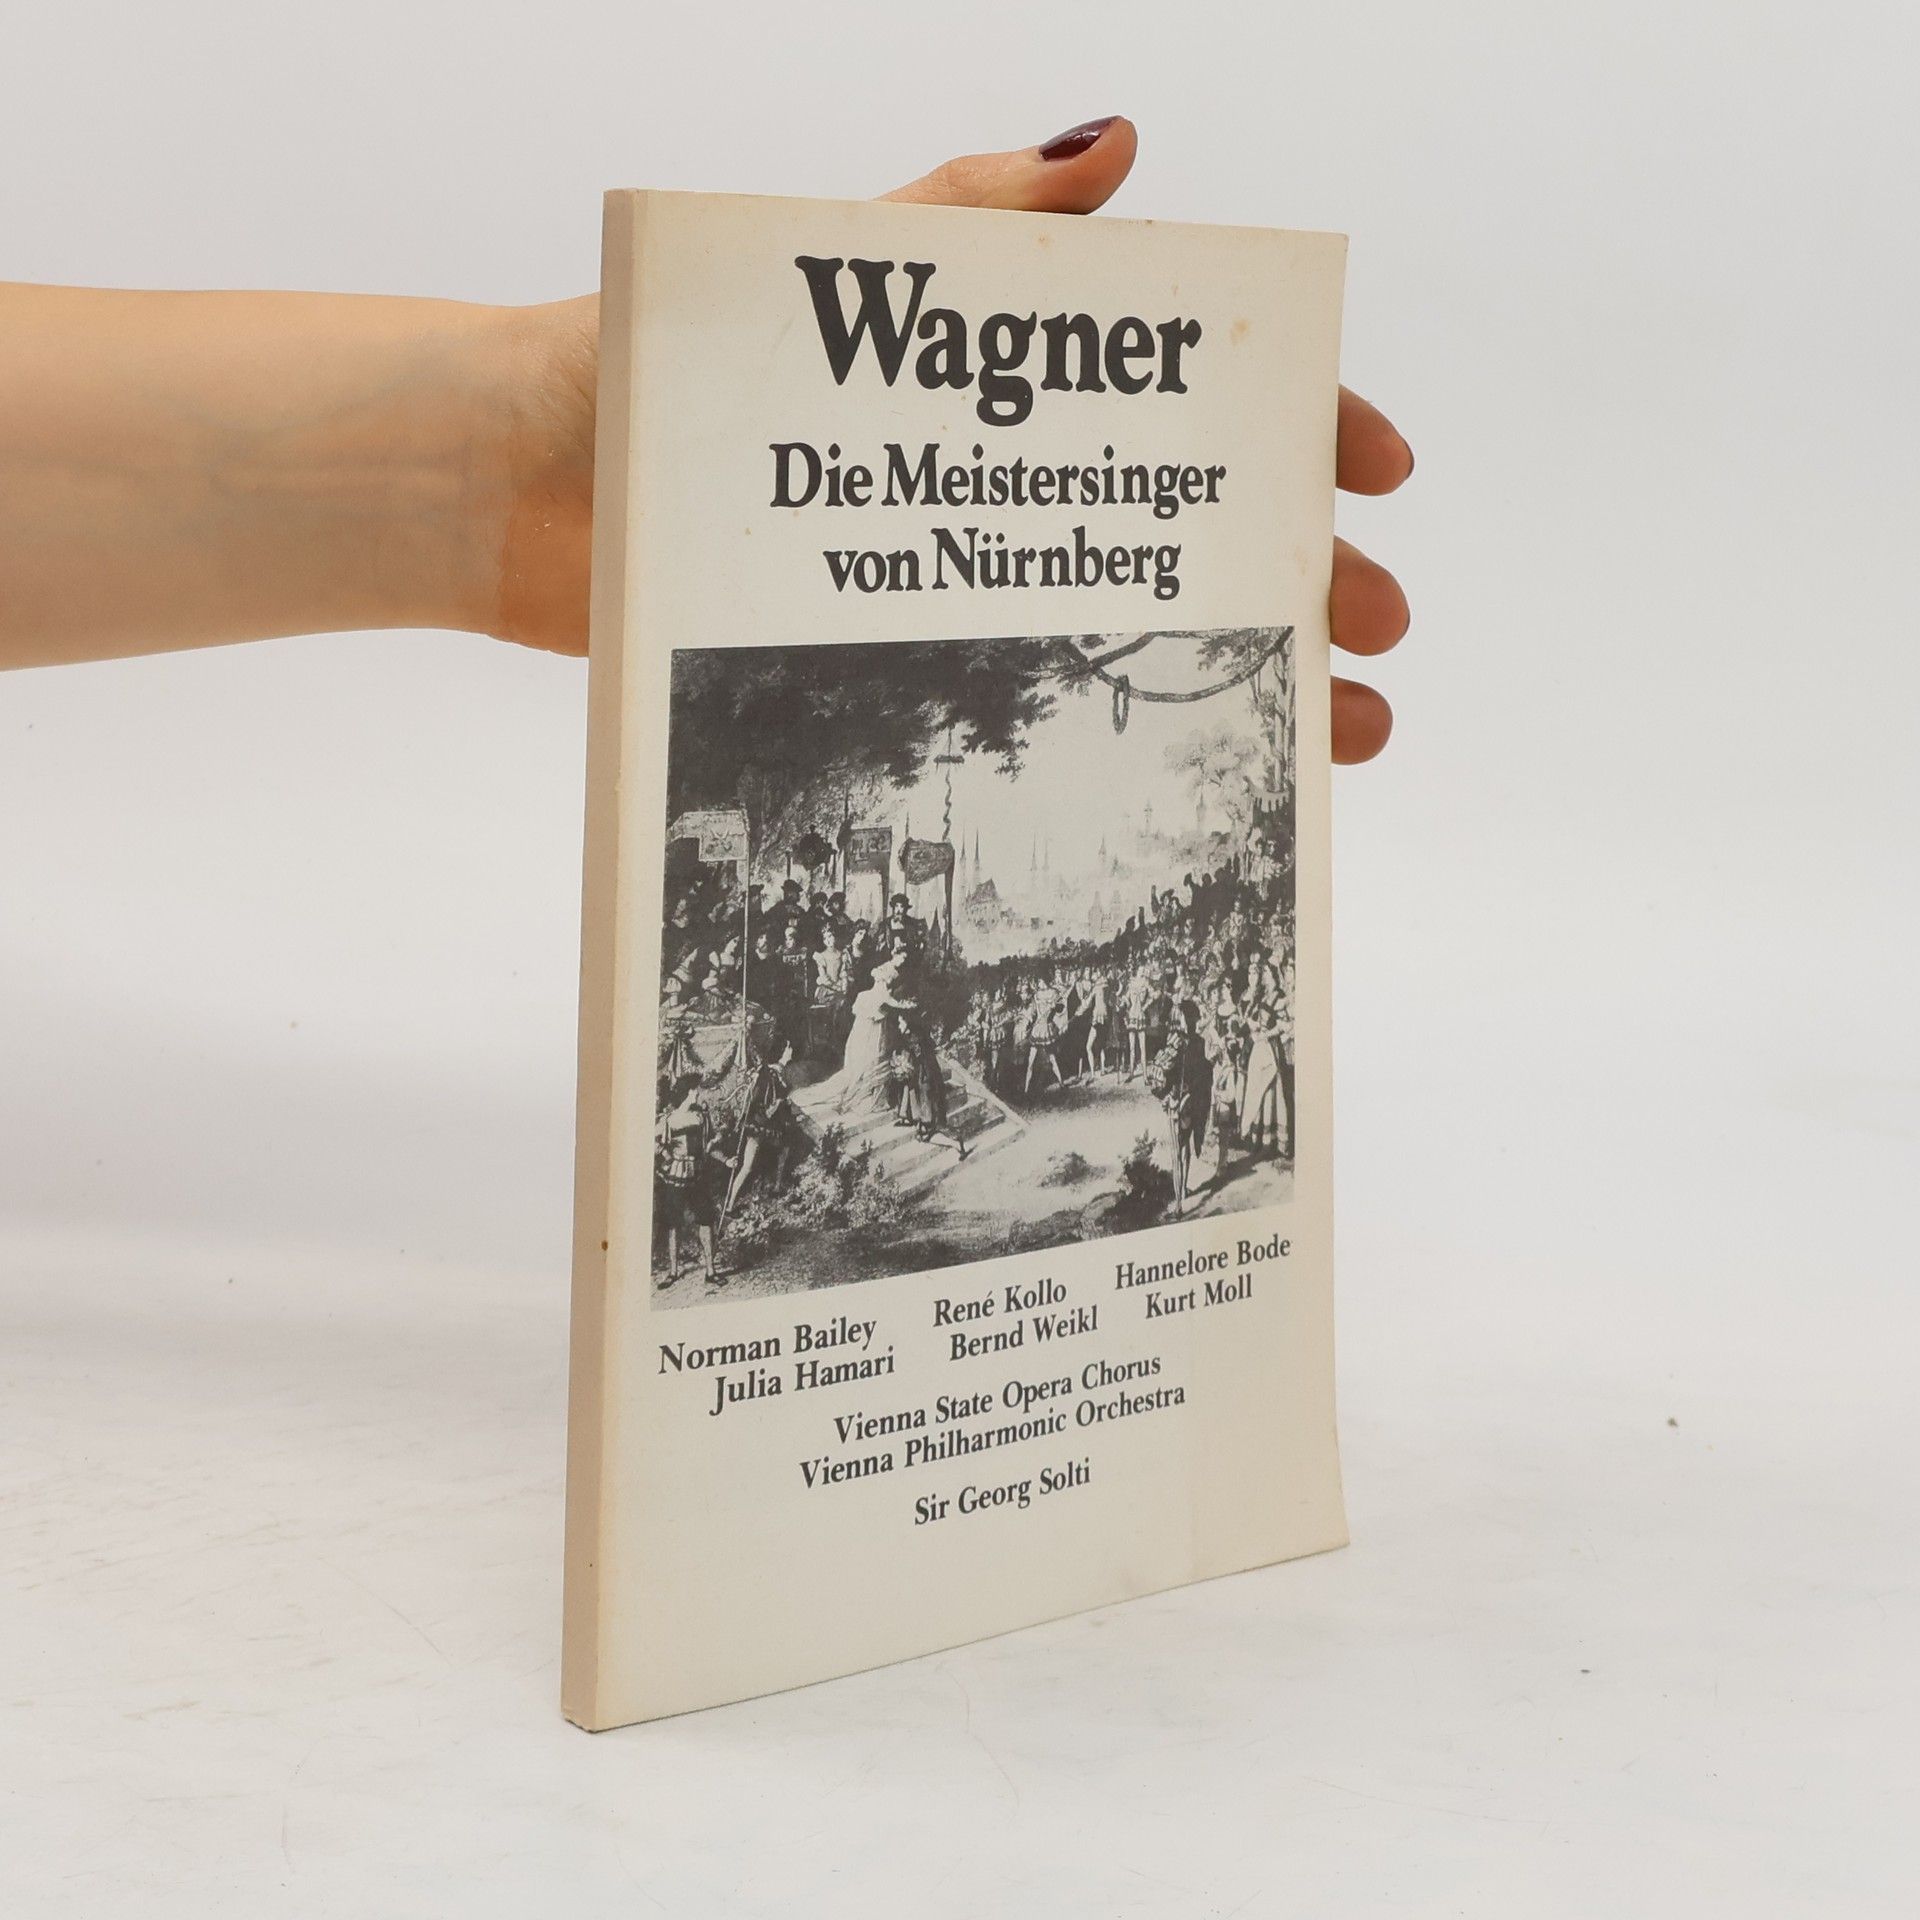 Wagner
Die Meistersinger
von Nürnberg
Norman Bailey René Kollo Hannelore Bode
Julia Hamari Bernd Weikl Kurt Moll
Vienna State Opera Chorus
Vienna Philharmonic Orchestra
Sir Georg Solti